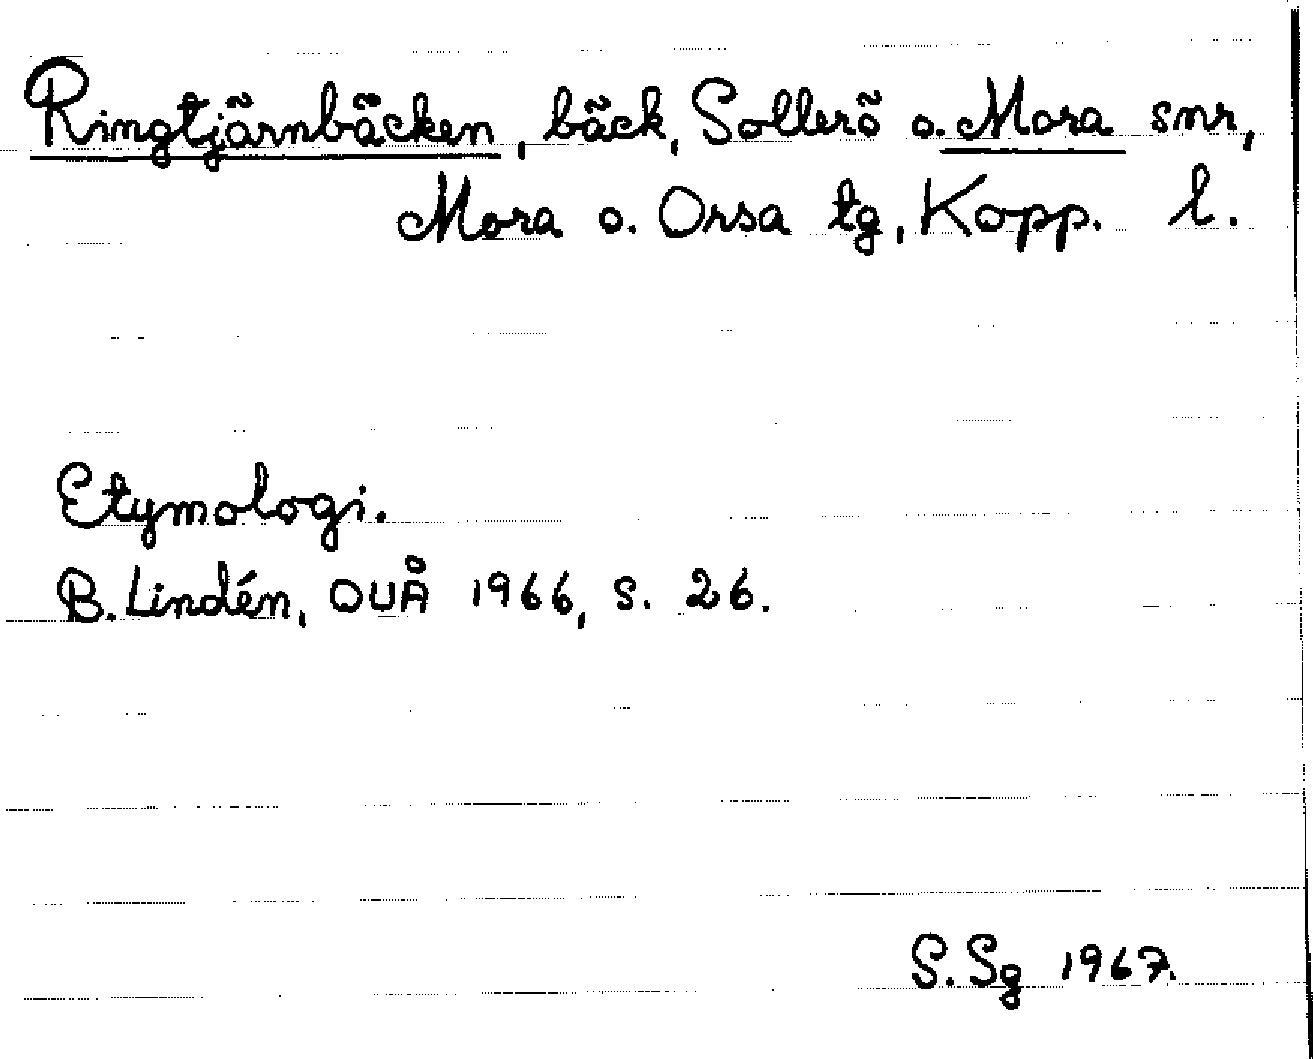 Ringtjärnbäcken, bäck, Sollerö o. Mora snr,
Mora o. Orsa tg, Kopp. l.
Etymologi.
B. Lindén, OUÅ 1966, s. 26.
S. Sg 1967.